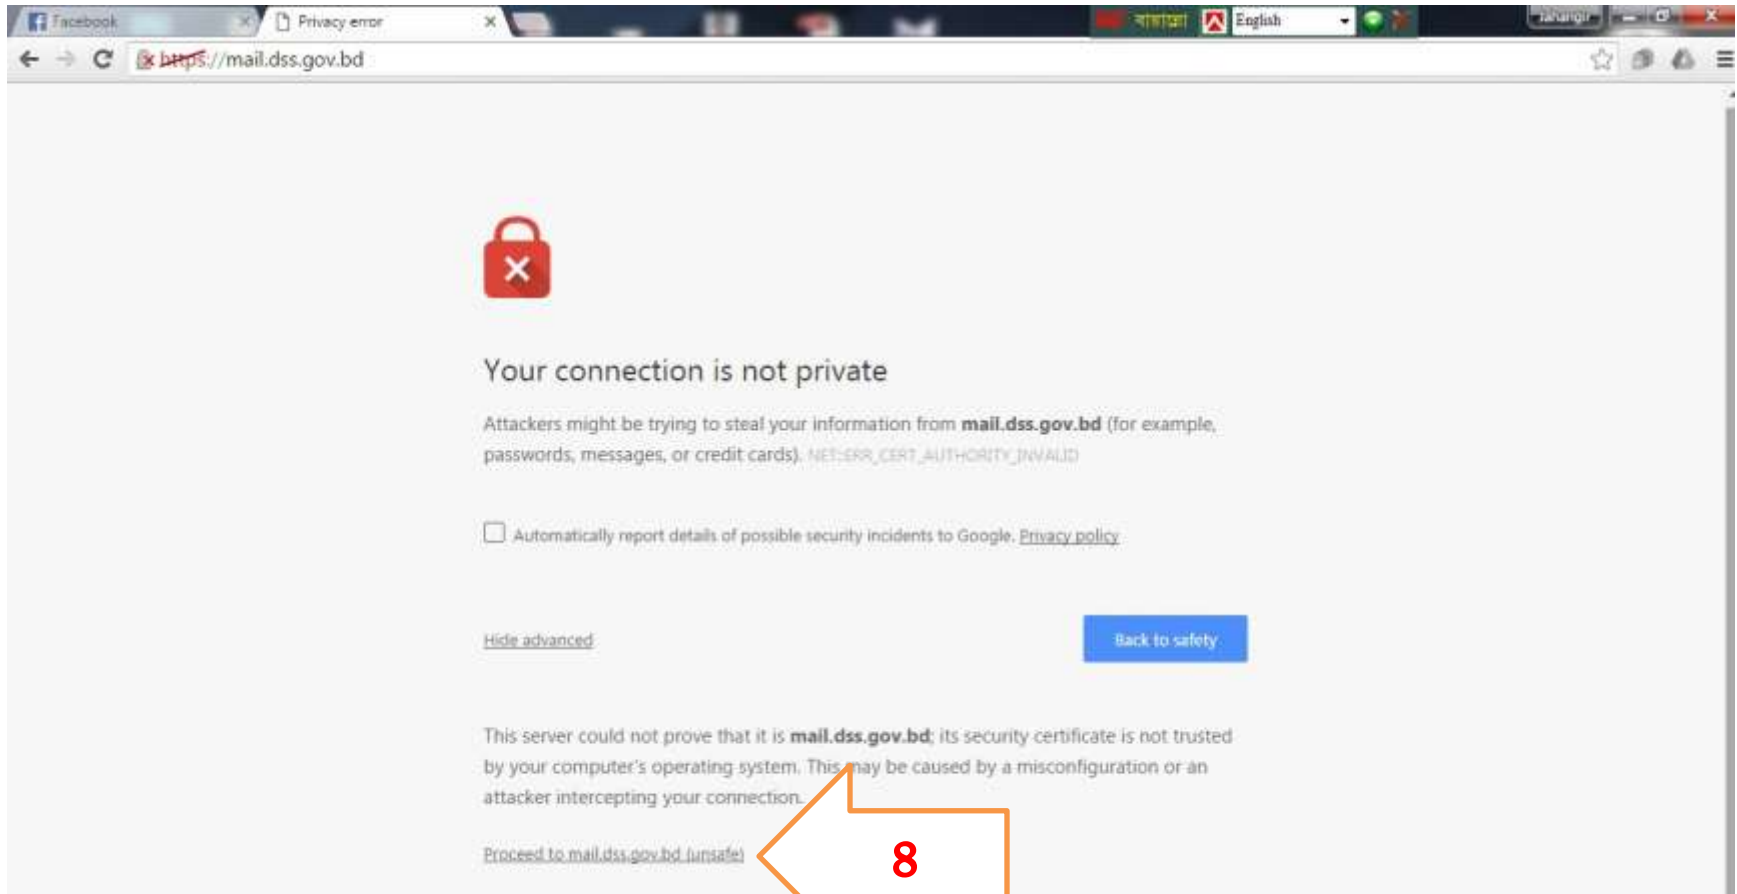 Facebook
Privacy error
English
Jahangir
https://mail.dss.gov.bd
Your connection is not private
Attackers might be trying to steal your information from mail.dss.gov.bd (for example,
passwords, messages, or credit cards). NET::ERR_CERT_AUTHORITY_INVALID
Automatically report details of possible security incidents to Google. Privacy policy
Hide advanced
Back to safety
This server could not prove that it is mail.dss.gov.bd; its security certificate is not trusted
by your computer's operating system. This may be caused by a misconfiguration or an
attacker intercepting your connection.
Proceed to mail.dss.gov.bd (unsafe)
8